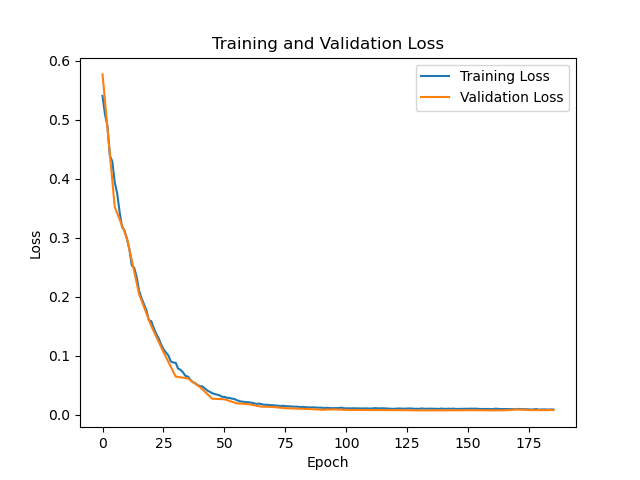 Training and Validation Loss
Training Loss
Validation Loss
0.6
0.5
0.4
0.3
0.2
0.1
0.0
Loss
0 25 50 75 100 125 150 175
Epoch